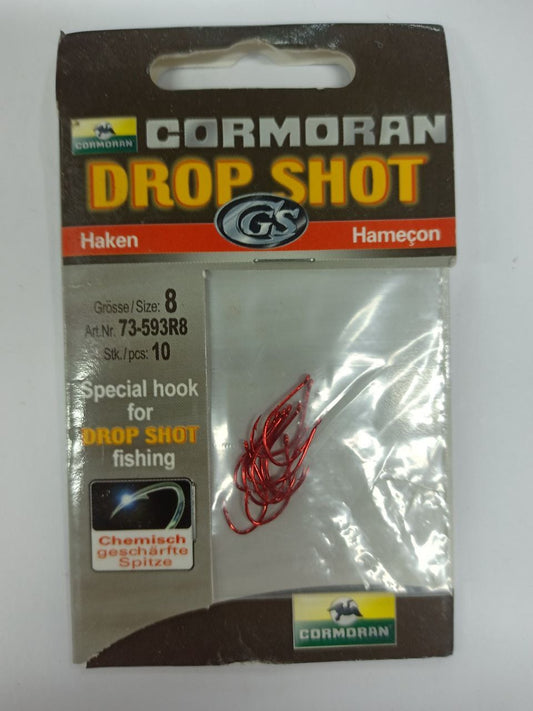 CORMORAN
CORMORAN
DROP SHOT
GS
Haken
Hameçon
Grösse/Size: 8
Art.Nr. 73-593R8
Stk./pcs: 10
Special hook
for
DROP SHOT
fishing
Chemisch
geschärfte
Spitze
CORMORAN